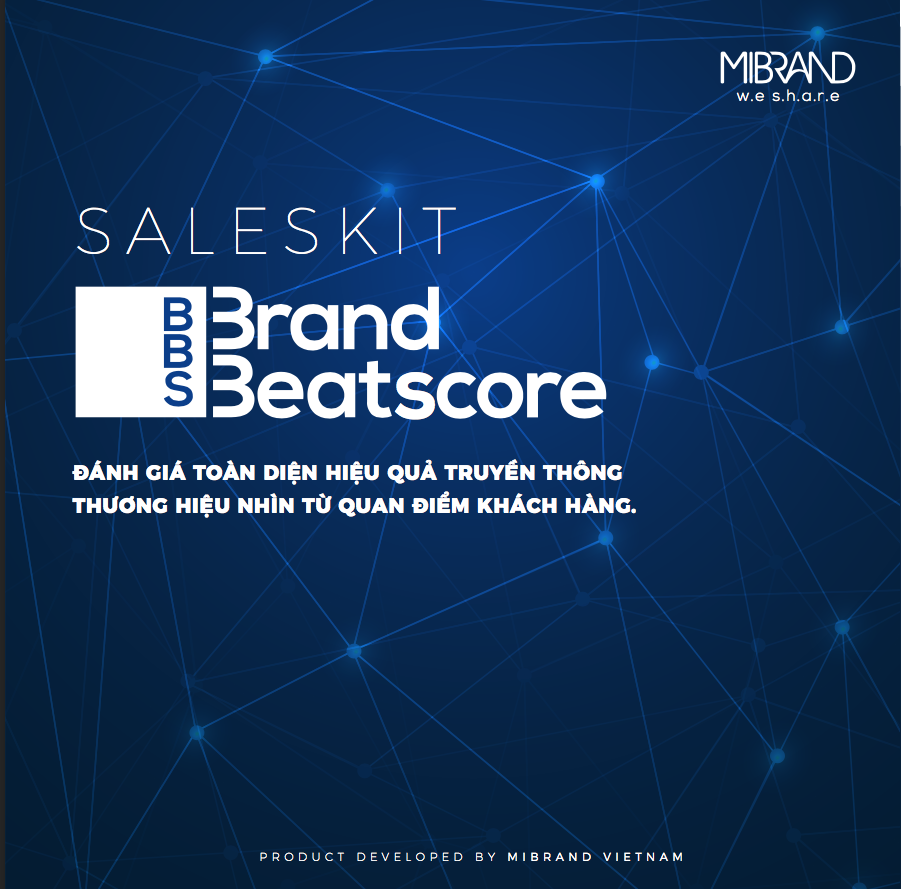 MIBRAND
w.e s.h.a.r.e
SALESKIT
BBS
Brand
Beatscore
ĐÁNH GIÁ TOÀN DIỆN HIỆU QUẢ TRUYỀN THÔNG
THƯƠNG HIỆU NHÌN TỪ QUAN ĐIỂM KHÁCH HÀNG.
PRODUCT DEVELOPED BY MIBRAND VIETNAM